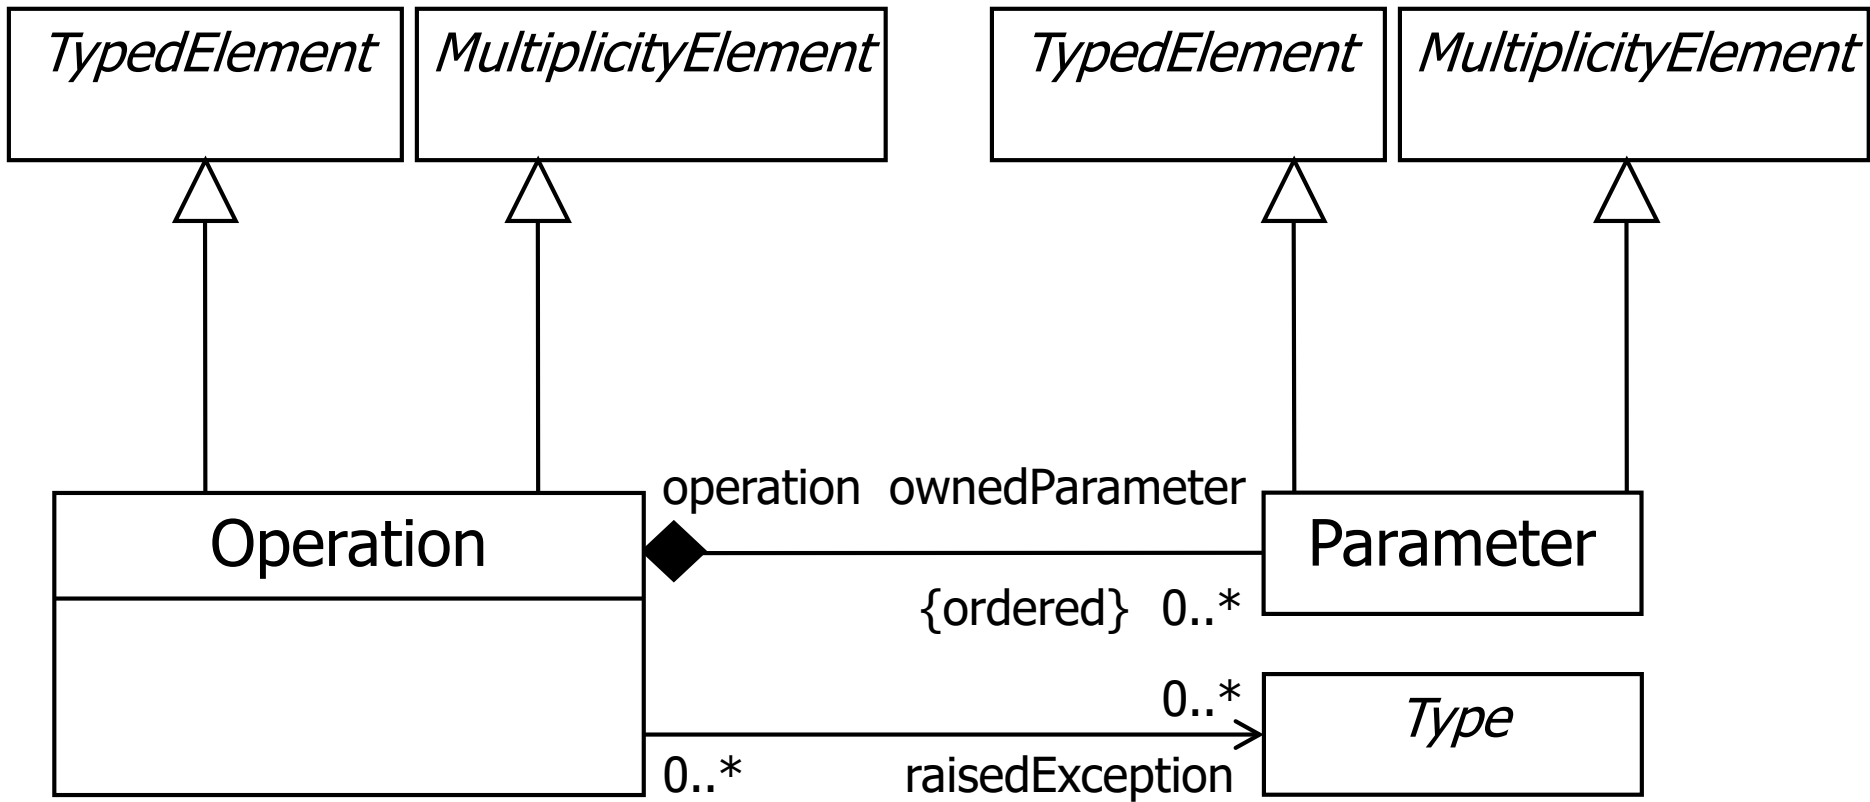 TypedElement
MultiplicityElement
TypedElement
MultiplicityElement
operation ownedParameter
Operation
Parameter
{ordered} 0..*
0..*
Type
0..* raisedException